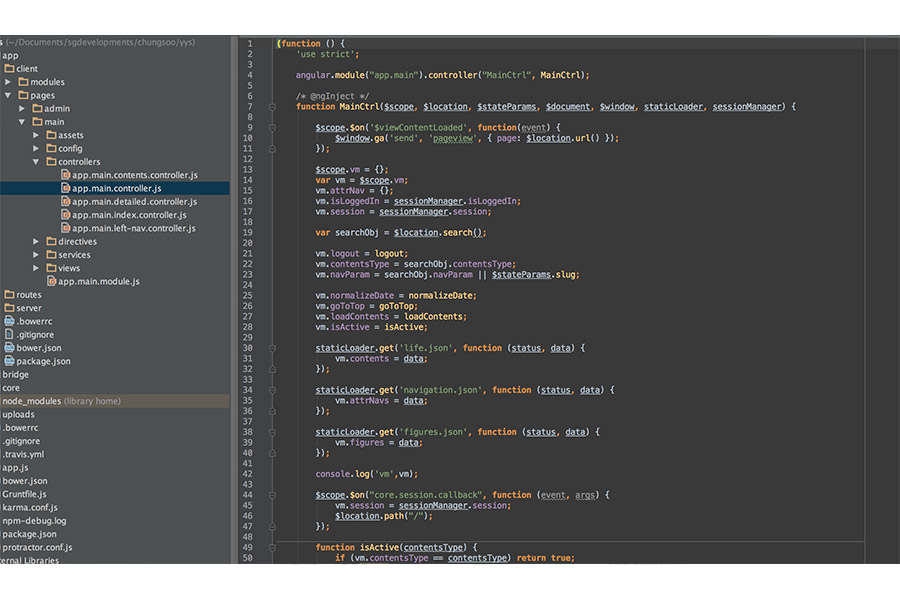 s (~/Documents/sgdevelopments/chungsoo/yys)
app
client
modules
pages
admin
main
assets
config
controllers
app.main.contents.controller.js
app.main.controller.js
app.main.detailed.controller.js
app.main.index.controller.js
app.main.left-nav.controller.js
directives
services
views
app.main.module.js
routes
server
.bowerrc
.gitignore
bower.json
package.json
bridge
core
node_modules (library home)
uploads
.bowerrc
.gitignore
.travis.yml
app.js
bower.json
Gruntfile.js
karma.conf.js
npm-debug.log
package.json
protractor.conf.js
ernal Libraries
1 (function () {
2 'use strict';
3
4 angular.module("app.main").controller("MainCtrl", MainCtrl);
5
6 /* @ngInject */
7 function MainCtrl($scope, $location, $stateParams, $document, $window, staticLoader, sessionManager) {
8
9 $scope.$on('$viewContentLoaded', function(event) {
10 $window.ga('send', 'pageview', { page: $location.url() });
11 });
12
13 $scope.vm = {};
14 var vm = $scope.vm;
15 vm.attrNav = {};
16 vm.isLoggedIn = sessionManager.isLoggedIn;
17 vm.session = sessionManager.session;
18
19 var searchObj = $location.search();
20
21 vm.logout = logout;
22 vm.contentsType = searchObj.contentsType;
23 vm.navParam = searchObj.navParam || $stateParams.slug;
24
25 vm.normalizeDate = normalizeDate;
26 vm.goToTop = goToTop;
27 vm.loadContents = loadContents;
28 vm.isActive = isActive;
29
30 staticLoader.get('life.json', function (status, data) {
31 vm.contents = data;
32 });
33
34 staticLoader.get('navigation.json', function (status, data) {
35 vm.attrNavs = data;
36 });
37
38 staticLoader.get('figures.json', function (status, data) {
39 vm.figures = data;
40 });
41
42 console.log('vm',vm);
43
44 $scope.$on("core.session.callback", function (event, args) {
45 vm.session = sessionManager.session;
46 $location.path("/");
47 });
48
49 function isActive(contentsType) {
50 if (vm.contentsType == contentsType) return true;